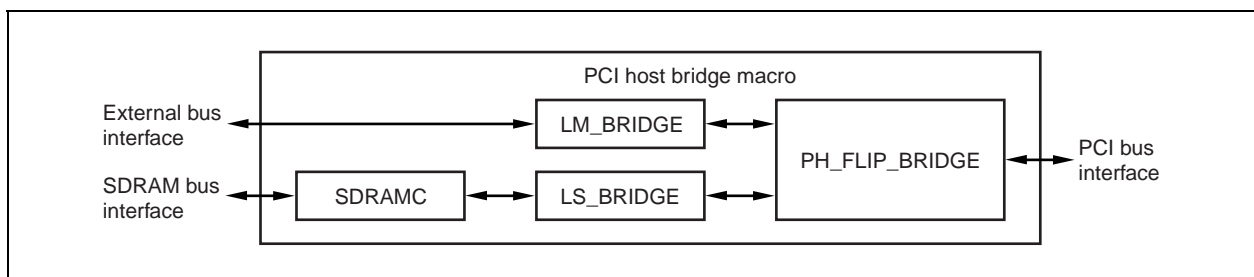 PCI host bridge macro
External bus
interface
LM_BRIDGE
PH_FLIP_BRIDGE
PCI bus
interface
SDRAM bus
interface
SDRAMC
LS_BRIDGE